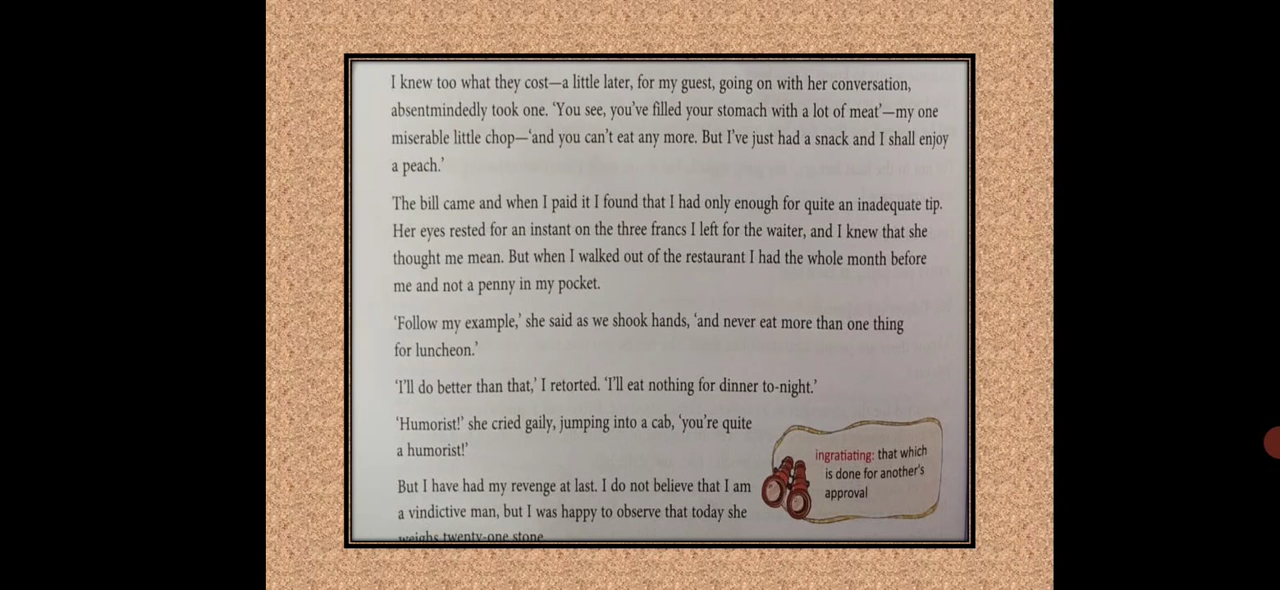 I knew too what they cost—a little later, for my guest, going on with her conversation,
absentmindedly took one. ‘You see, you’ve filled your stomach with a lot of meat’—my one
miserable little chop—‘and you can’t eat any more. But I’ve just had a snack and I shall enjoy
a peach.’
The bill came and when I paid it I found that I had only enough for quite an inadequate tip.
Her eyes rested for an instant on the three francs I left for the waiter, and I knew that she
thought me mean. But when I walked out of the restaurant I had the whole month before
me and not a penny in my pocket.
‘Follow my example,’ she said as we shook hands, ‘and never eat more than one thing
for luncheon.’
‘I’ll do better than that,’ I retorted. ‘I’ll eat nothing for dinner to-night.’
‘Humorist!’ she cried gaily, jumping into a cab, ‘you’re quite
a humorist!’
But I have had my revenge at last. I do not believe that I am
a vindictive man, but I was happy to observe that today she
weighs twenty-one stone
ingratiating: that which
is done for another’s
approval